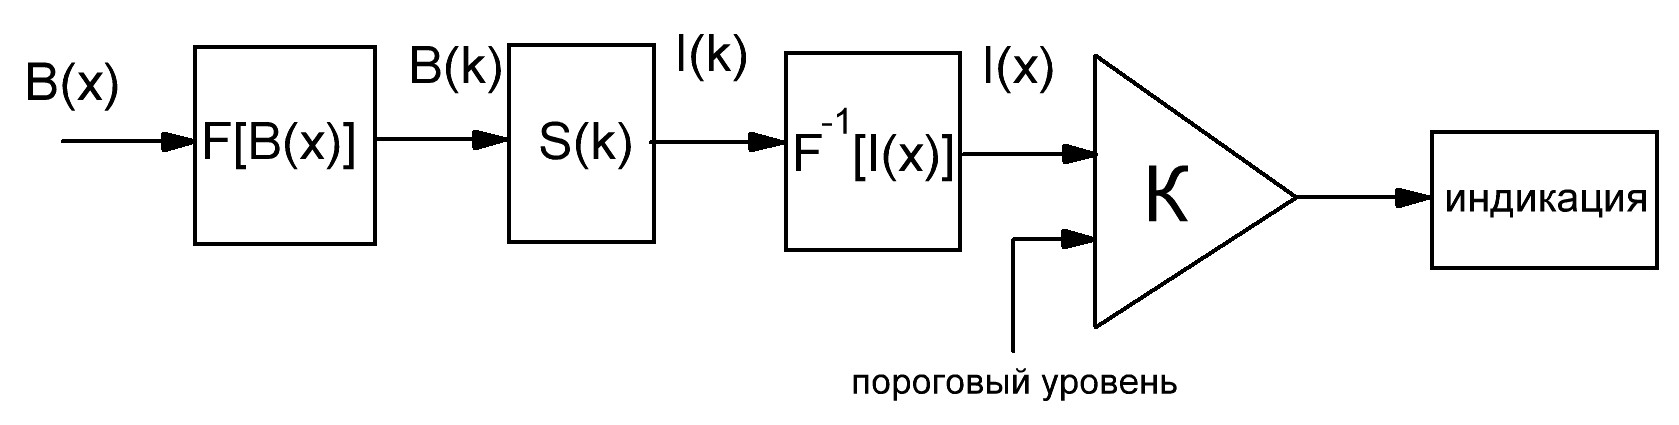 B(x)
F[B(x)]
B(k)
S(k)
I(k)
F⁻¹[I(x)]
I(x)
К
индикация
пороговый уровень